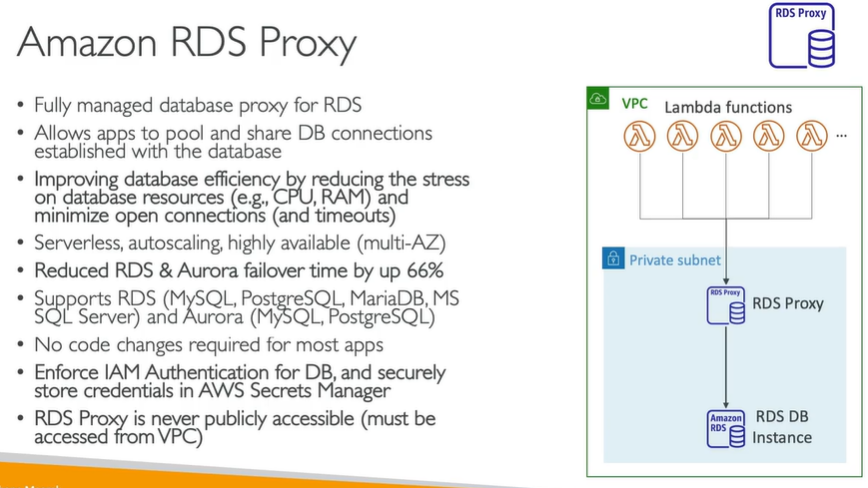 Amazon RDS Proxy
• Fully managed database proxy for RDS
• Allows apps to pool and share DB connections
established with the database
• Improving database efficiency by reducing the stress
on database resources (e.g., CPU, RAM) and
minimize open connections (and timeouts)
• Serverless, autoscaling, highly available (multi-AZ)
• Reduced RDS & Aurora failover time by up 66%
• Supports RDS (MySQL, PostgreSQL, MariaDB, MS
SQL Server) and Aurora (MySQL, PostgreSQL)
• No code changes required for most apps
• Enforce IAM Authentication for DB, and securely
store credentials in AWS Secrets Manager
• RDS Proxy is never publicly accessible (must be
accessed from VPC)
RDS Proxy
VPC
Lambda functions
...
Private subnet
RDS Proxy
RDS Proxy
Amazon
RDS
RDS DB
Instance